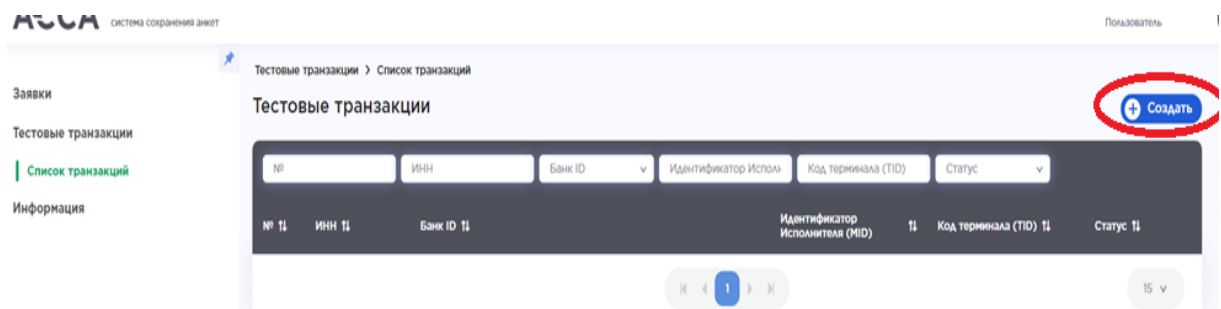 АССА система сохранения анкет
Пользователь
Заявки
Тестовые транзакции
Список транзакций
Информация
Тестовые транзакции > Список транзакций
Тестовые транзакции
Создать
№ ИНН Банк ID Идентификатор Исполн Код терминала (TID) Статус
№ ИНН Банк ID Идентификатор Исполнителя (MID) Код терминала (TID) Статус
1
15